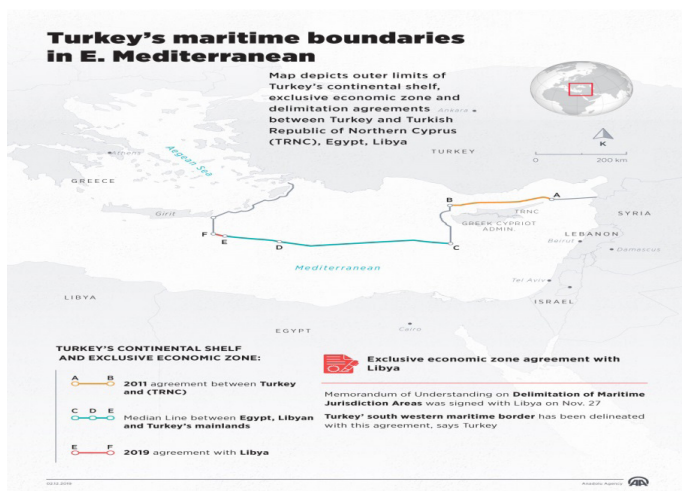 Turkey's maritime boundaries
in E. Mediterranean
Map depicts outer limits of
Turkey's continental shelf,
exclusive economic zone and
delimitation agreements
between Turkey and Turkish
Republic of Northern Cyprus
(TRNC), Egypt, Libya
Ankara
K
0 200 km
TURKEY
Athens
Aegean Sea
GREECE
Girit
B
A
TRNC
SYRIA
GREEK CYPRIOT
ADMIN.
F
E
D
C
LEBANON
Beirut
Damascus
Mediterranean
Tel Aviv
LIBYA
ISRAEL
EGYPT
Cairo
TURKEY'S CONTINENTAL SHELF
AND EXCLUSIVE ECONOMIC ZONE:
A B
2011 agreement between Turkey
and (TRNC)
C D E
Median Line between Egypt, Libyan
and Turkey's mainlands
E F
2019 agreement with Libya
Exclusive economic zone agreement with
Libya
Memorandum of Understanding on Delimitation of Maritime
Jurisdiction Areas was signed with Libya on Nov. 27
Turkey' south western maritime border has been delineated
with this agreement, says Turkey
Anadolu Agency AA